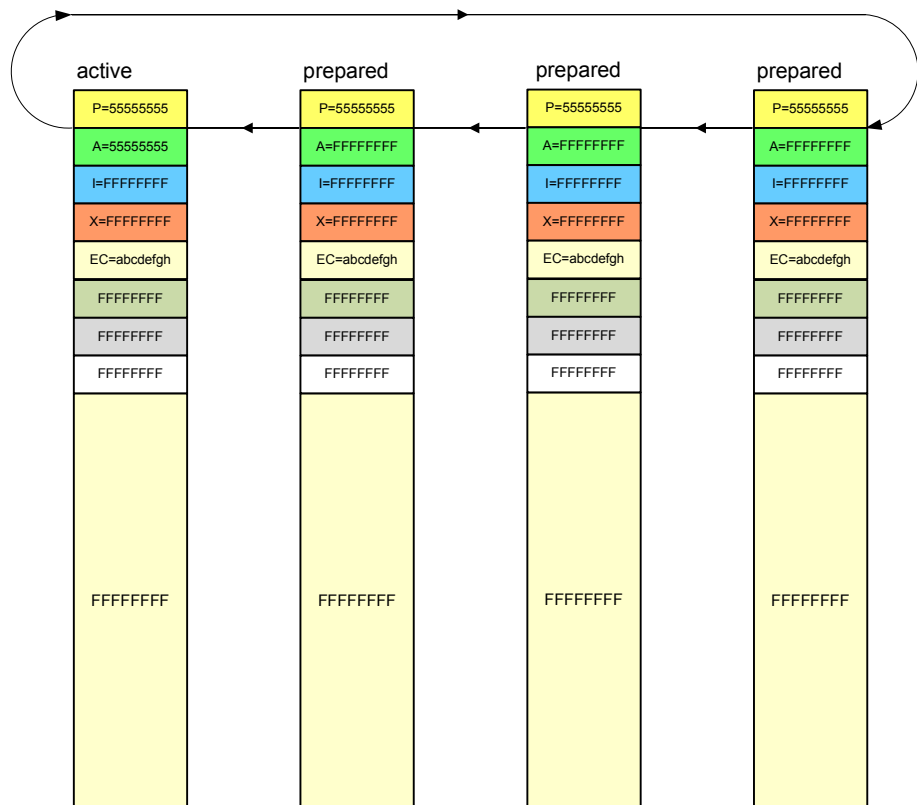 active prepared prepared prepared
P=55555555 P=55555555 P=55555555 P=55555555
A=55555555 A=FFFFFFFF A=FFFFFFFF A=FFFFFFFF
I=FFFFFFFF I=FFFFFFFF I=FFFFFFFF I=FFFFFFFF
X=FFFFFFFF X=FFFFFFFF X=FFFFFFFF X=FFFFFFFF
EC=abcdefgh EC=abcdefgh EC=abcdefgh EC=abcdefgh
FFFFFFFF FFFFFFFF FFFFFFFF FFFFFFFF
FFFFFFFF FFFFFFFF FFFFFFFF FFFFFFFF
FFFFFFFF FFFFFFFF FFFFFFFF FFFFFFFF
FFFFFFFF FFFFFFFF FFFFFFFF FFFFFFFF